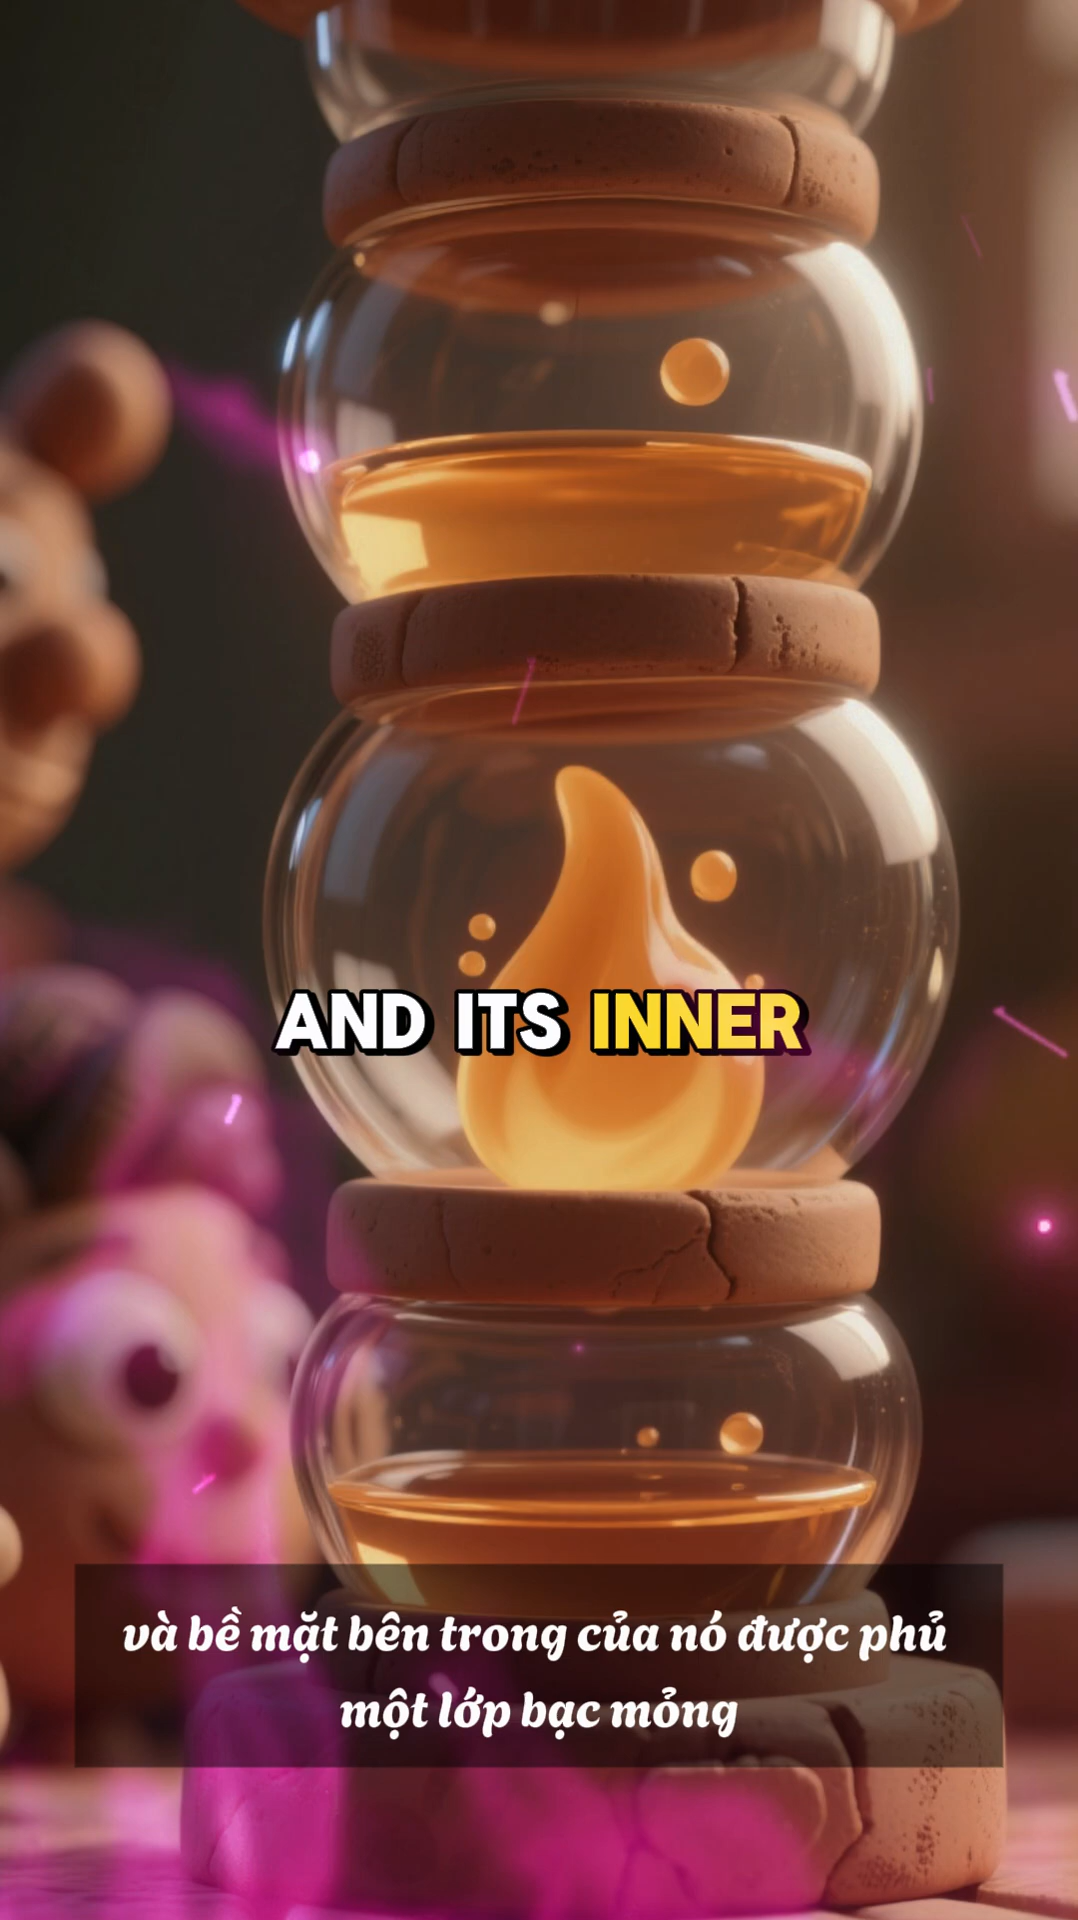 AND ITS INNER
và bề mặt bên trong của nó được phủ
một lớp bạc mỏng